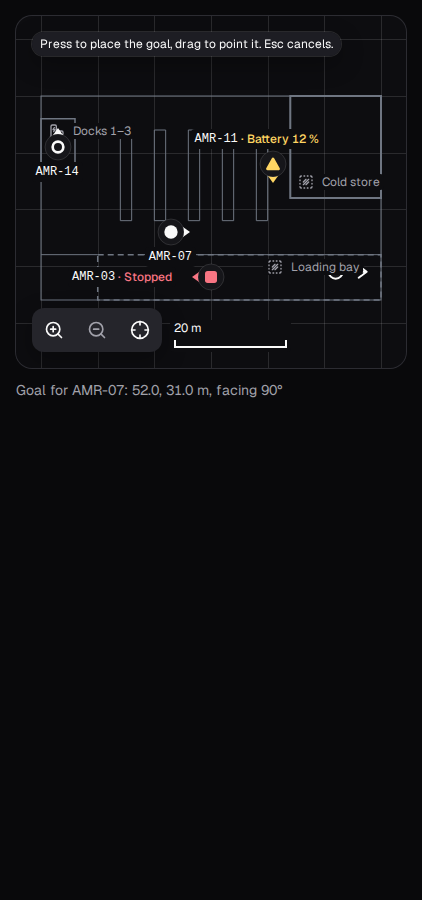 Press to place the goal, drag to point it. Esc cancels.
Docks 1–3
AMR-11 · Battery 12 %
AMR-14
Cold store
AMR-07
Loading bay
AMR-03 · Stopped
20 m
Goal for AMR-07: 52.0, 31.0 m, facing 90°